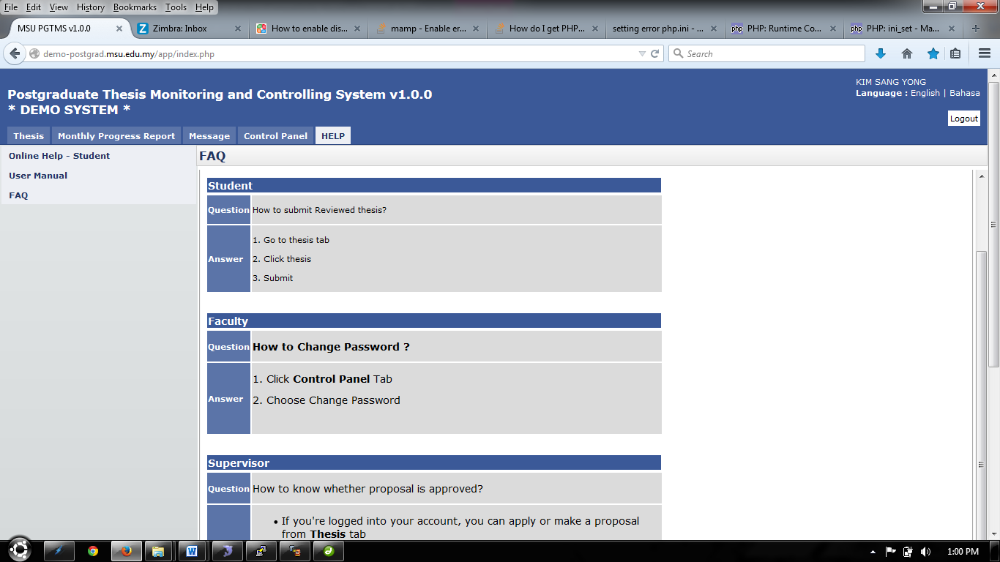 File Edit View History Bookmarks Tools Help
MSU PGTMS v1.0.0
Zimbra: Inbox
How to enable dis...
mamp - Enable er...
How do I get PHP...
setting error php.ini - ...
php PHP: Runtime Co...
php PHP: ini_set - Ma...
demo-postgrad.msu.edu.my/app/index.php
Search
KIM SANG YONG
Language : English | Bahasa
Postgraduate Thesis Monitoring and Controlling System v1.0.0
* DEMO SYSTEM *
Logout
Thesis Monthly Progress Report Message Control Panel HELP
Online Help - Student
User Manual
FAQ
FAQ
Student
Question How to submit Reviewed thesis?
Answer
1. Go to thesis tab
2. Click thesis
3. Submit
Faculty
Question How to Change Password ?
Answer
1. Click Control Panel Tab
2. Choose Change Password
Supervisor
Question How to know whether proposal is approved?
• If you're logged into your account, you can apply or make a proposal
from Thesis tab
1:00 PM